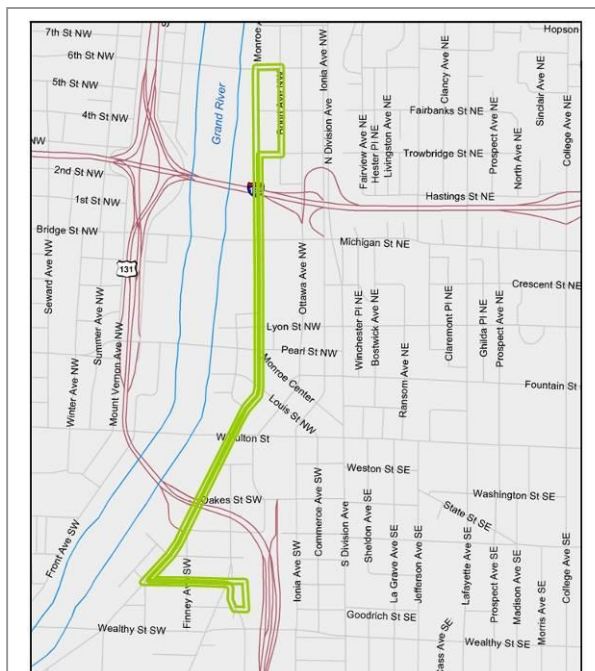 7th St NW
6th St NW
5th St NW
4th St NW
NW
2nd St NW
1st St NW
Bridge St NW
Grand River
Monroe
Ionia Ave NW
N Division Ave
Hopson
Clancy Ave NE
Sinclair Ave NE
College Ave NE
Fairbanks St NE
Trowbridge St NE
Fairview Ave NE
Hester Pl NE
Livingston Ave NE
Prospect Ave NE
North Ave NE
Hastings St NE
Michigan St NE
131
Seward Ave NW
Summer Ave NW
Mount Vernon Ave NW
Winter Ave NW
Ottawa Ave NW
Crescent St NE
Lyon St NW
Pearl St NW
Winchester Pl NE
Bostwick Ave NE
Ransom Ave NE
Claremont Pl NE
Ghilda Pl NE
Prospect Ave NE
Monroe Center
Louis St NW
Fountain St
Weston St SE
Washington St SE
Oakes St SW
State St SE
Front Ave SW
Finney Ave SW
Ionia Ave SW
Commerce Ave SW
S Division Ave
Sheldon Ave SE
La Grave Ave SE
Jefferson Ave SE
Lafayette Ave SE
Prospect Ave SE
Madison Ave SE
Morris Ave SE
College Ave SE
Goodrich St SE
Wealthy St SW
Wealthy St SE